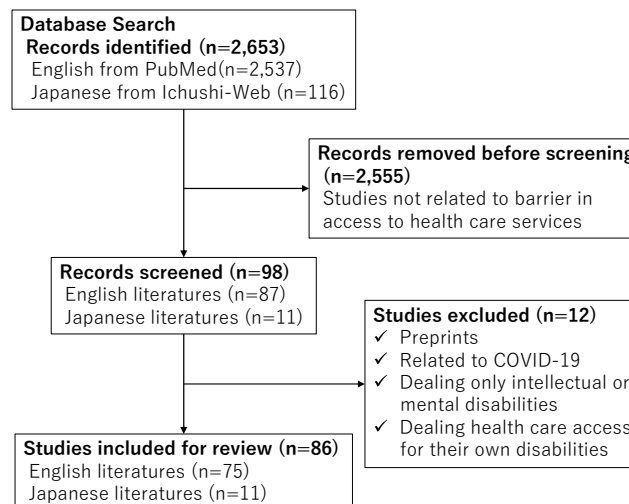 Database Search
Records identified (n=2,653)
English from PubMed(n=2,537)
Japanese from Ichushi-Web (n=116)
Records removed before screening
(n=2,555)
Studies not related to barrier in
access to health care services
Records screened (n=98)
English literatures (n=87)
Japanese literatures (n=11)
Studies excluded (n=12)
✓ Preprints
✓ Related to COVID-19
✓ Dealing only intellectual or
mental disabilities
✓ Dealing health care access
for their own disabilities
Studies included for review (n=86)
English literatures (n=75)
Japanese literatures (n=11)